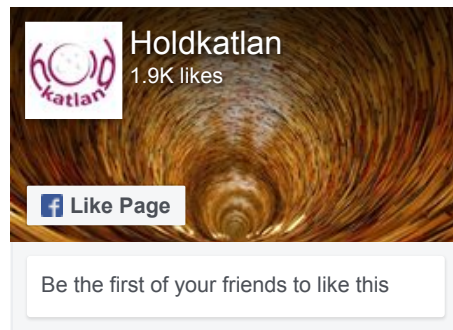 Holdkatlan
1.9K likes
hold
katlan
Like Page
Be the first of your friends to like this